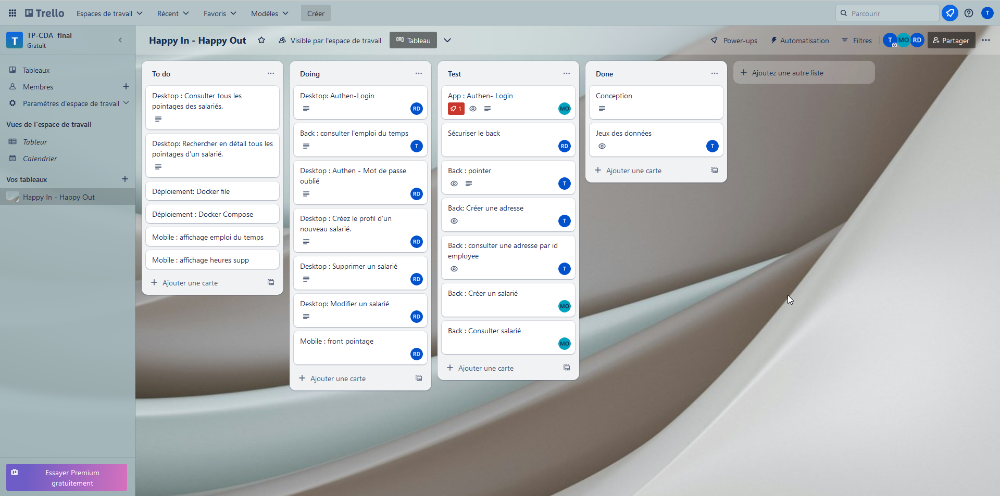 Trello
Espaces de travail
Récent
Favoris
Modèles
Créer
Parcourir
T
T
TP-CDA final
Gratuit
Happy In - Happy Out
Visible par l'espace de travail
Tableau
Power-ups
Automatisation
Filtres
T
MO
RD
Partager
Tableaux
Membres
Paramètres d'espace de travail
Vues de l'espace de travail
Tableur
Calendrier
Vos tableaux
Happy In - Happy Out
Essayer Premium
gratuitement
To do
Desktop : Consulter tous les
pointages des salariés.
Desktop: Rechercher en détail tous les
pointages d'un salarié.
Déploiement: Docker file
Déploiement : Docker Compose
Mobile : affichage emploi du temps
Mobile : affichage heures supp
Ajouter une carte
Doing
Desktop: Authen-Login
RD
Back : consulter l'emploi du temps
T
Desktop : Authen - Mot de passe
oublié
RD
Desktop : Créez le profil d'un
nouveau salarié.
RD
Desktop : Supprimer un salarié
RD
Desktop: Modifier un salarié
RD
Mobile : front pointage
RD
Ajouter une carte
Test
App : Authen- Login
1
MO
Sécuriser le back
RD
Back : pointer
T
Back: Créer une adresse
T
Back : consulter une adresse par id
employee
T
Back : Créer un salarié
MO
Back : Consulter salarié
MO
Ajouter une carte
Done
Conception
Jeux des données
T
Ajouter une carte
Ajoutez une autre liste